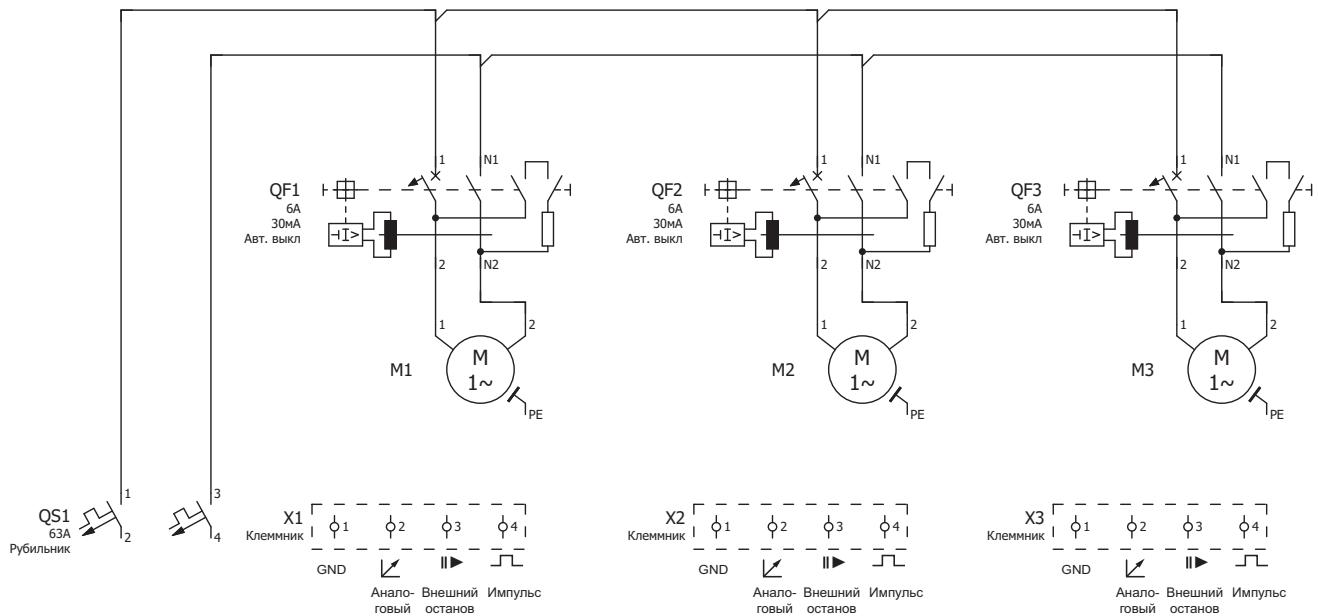 1 N1 1 N1 1 N1
QF1 QF2 QF3
6А 6А 6А
30мА 30мА 30мА
Авт. выкл Авт. выкл Авт. выкл
I> I> I>
2 N2 2 N2 2 N2
1 2 1 2 1 2
M1 M 1~ M2 M 1~ M3 M 1~
PE PE PE
1 3
QS1 X1 1 2 3 4 X2 1 2 3 4 X3 1 2 3 4
63А Клеммник Клеммник Клеммник
Рубильник 2 4
GND GND GND
Анало- Внешний Импульс Анало- Внешний Импульс Анало- Внешний Импульс
говый останов говый останов говый останов